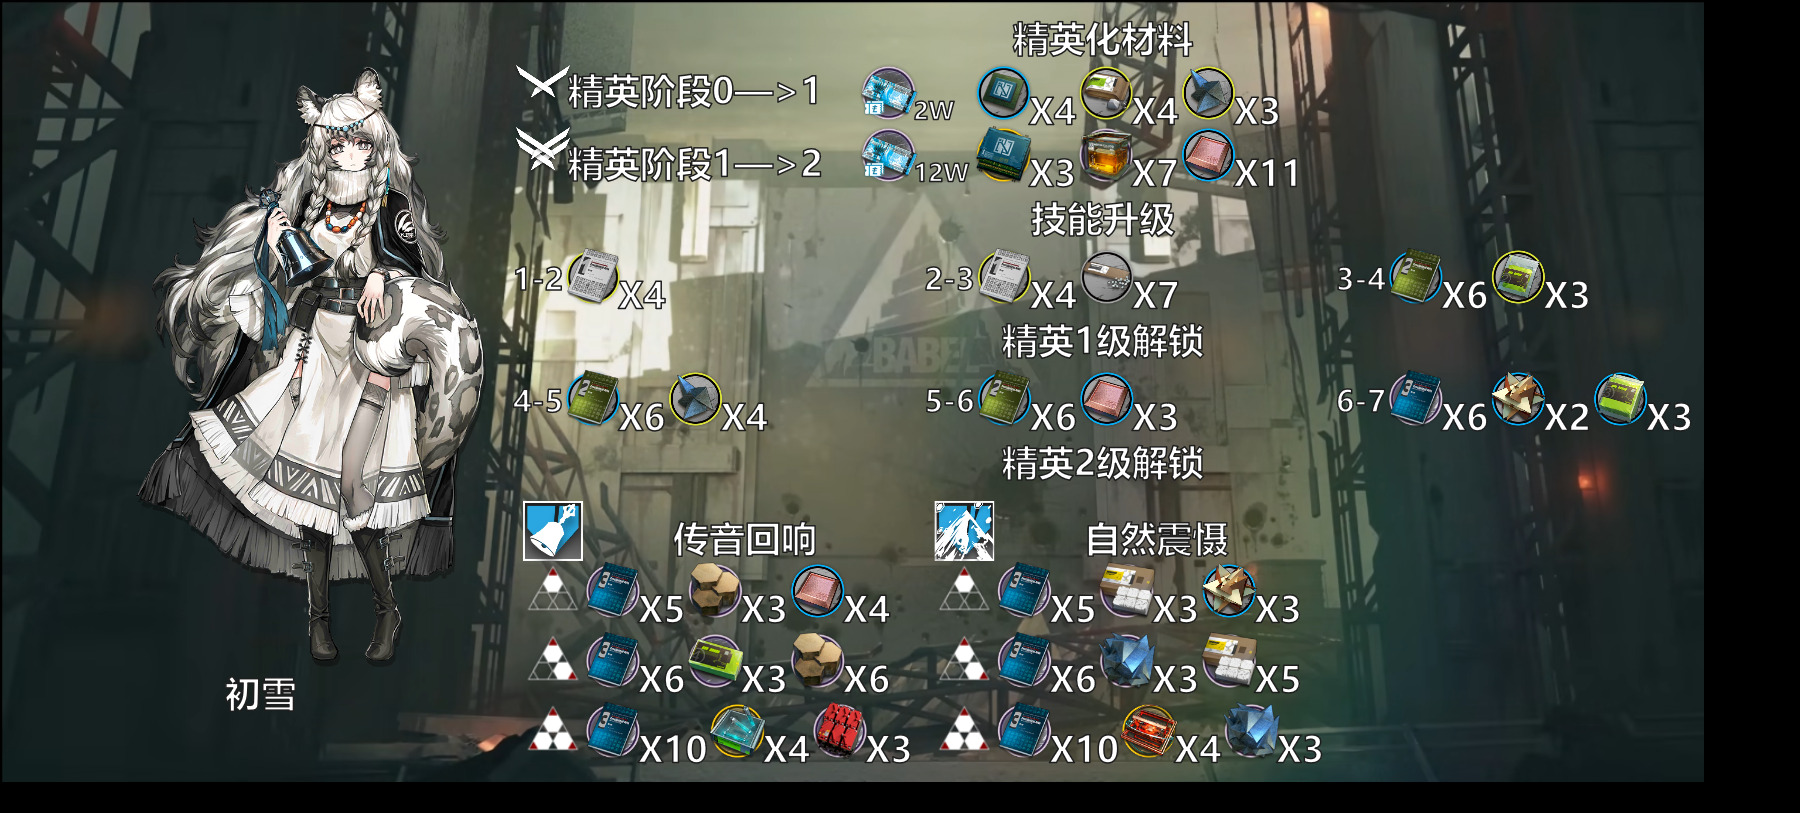 精英化材料
精英阶段0—>1 2W X4 X4 X3
精英阶段1—>2 12W X3 X7 X11
技能升级
1-2 X4 2-3 X4 X7 3-4 X6 X3
精英1级解锁
BABEL
4-5 X6 X4 5-6 X6 X3 6-7 X6 X2 X3
精英2级解锁
传音回响 自然震慑
X5 X3 X4 X5 X3 X3
X6 X3 X6 X6 X3 X5
初雪
X10 X4 X3 X10 X4 X3